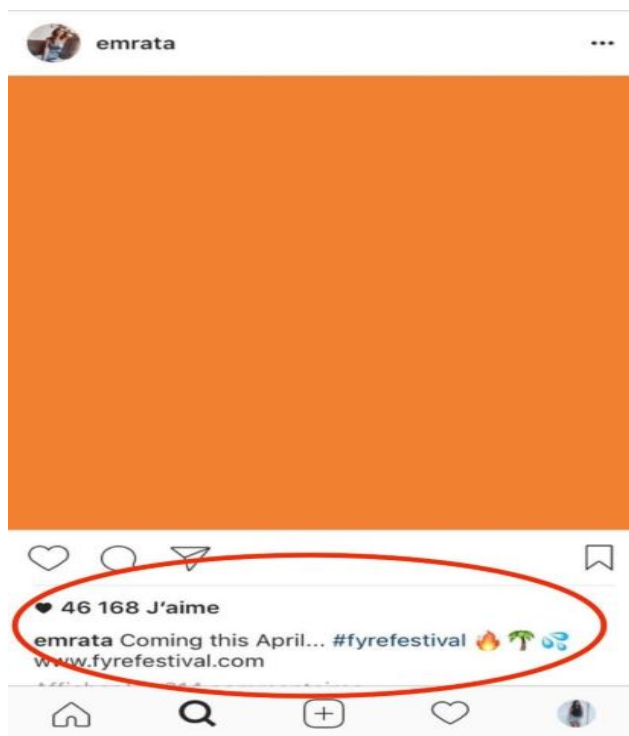 emrata
46 168 J'aime
emrata Coming this April... #fyrefestival 🔥🌴💦
www.fyrefestival.com